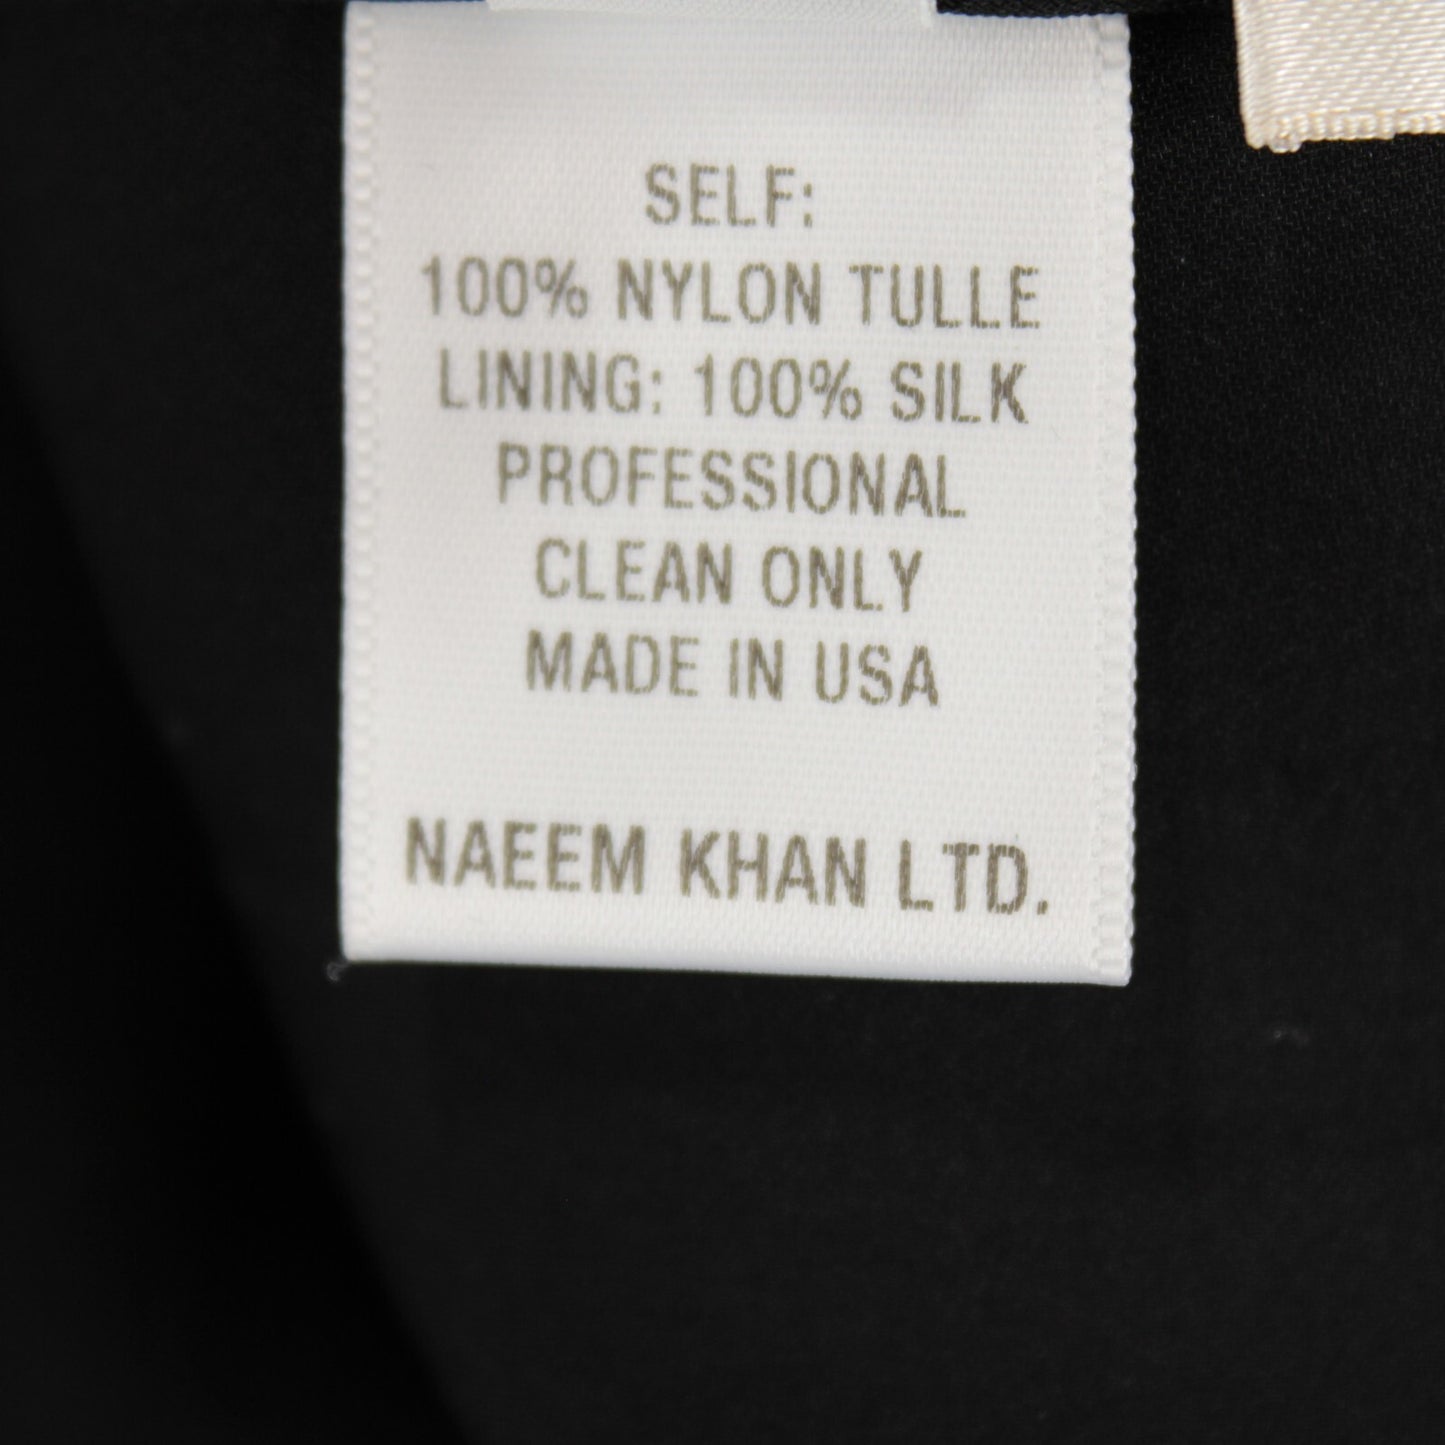 SELF:
100% NYLON TULLE
LINING: 100% SILK
PROFESSIONAL
CLEAN ONLY
MADE IN USA
NAEEM KHAN LTD.